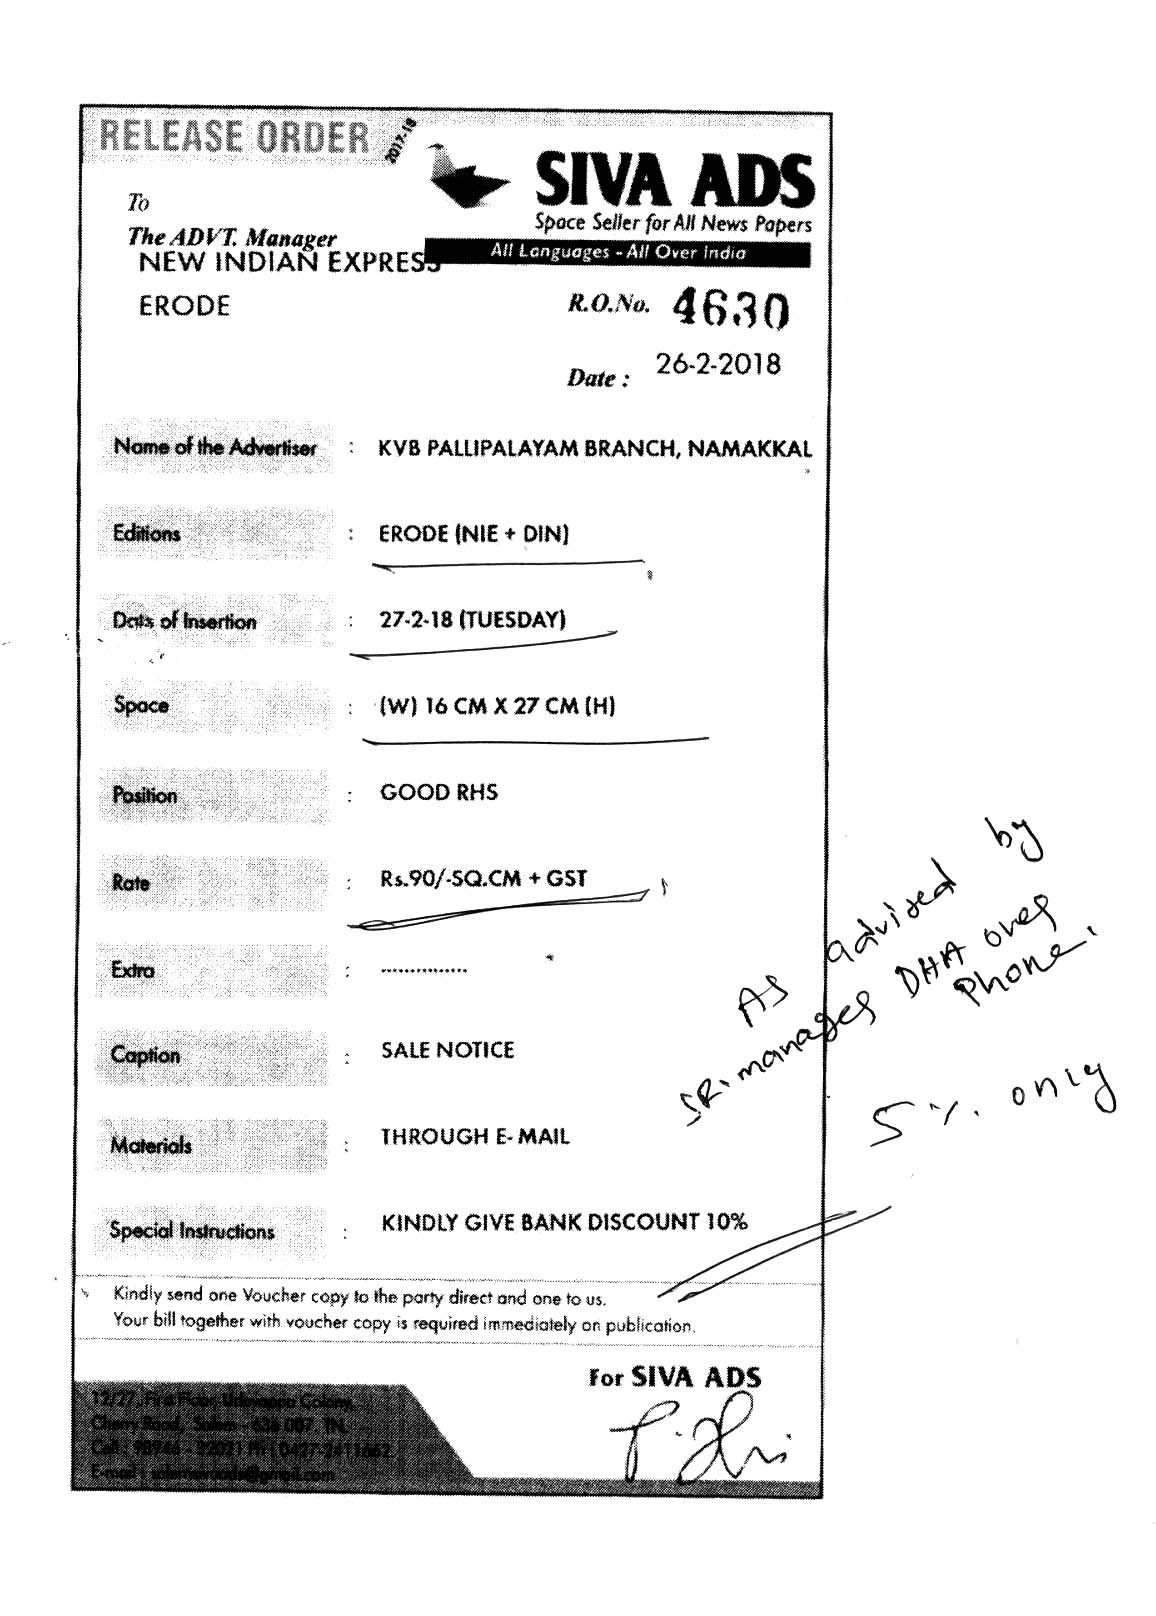 RELEASE ORDER
2017-18
SIVA ADS
Space Seller for All News Papers
All Languages - All Over India
To
The ADVT. Manager
NEW INDIAN EXPRESS
ERODE
R.O.No. 4630
Date : 26-2-2018
Name of the Advertiser : KVB PALLIPALAYAM BRANCH, NAMAKKAL
Editions : ERODE (NIE + DIN)
Date of Insertion : 27-2-18 (TUESDAY)
Space : (W) 16 CM X 27 CM (H)
Position : GOOD RHS
Rate : Rs.90/-SQ.CM + GST
Extra : ...............
Caption : SALE NOTICE
Materials : THROUGH E- MAIL
Special Instructions : KINDLY GIVE BANK DISCOUNT 10%
As advised by
SR. manager DHA over
Phone.
5%. only
Kindly send one Voucher copy to the party direct and one to us.
Your bill together with voucher copy is required immediately on publication.
For SIVA ADS
12/27, First Floor, Udayappa Colony,
Cherry Road, Salem - 636 007. TN.
Cell : 98946 - 32021 Ph : 0427-2411662
E-mail : salemsivaads@gmail.com